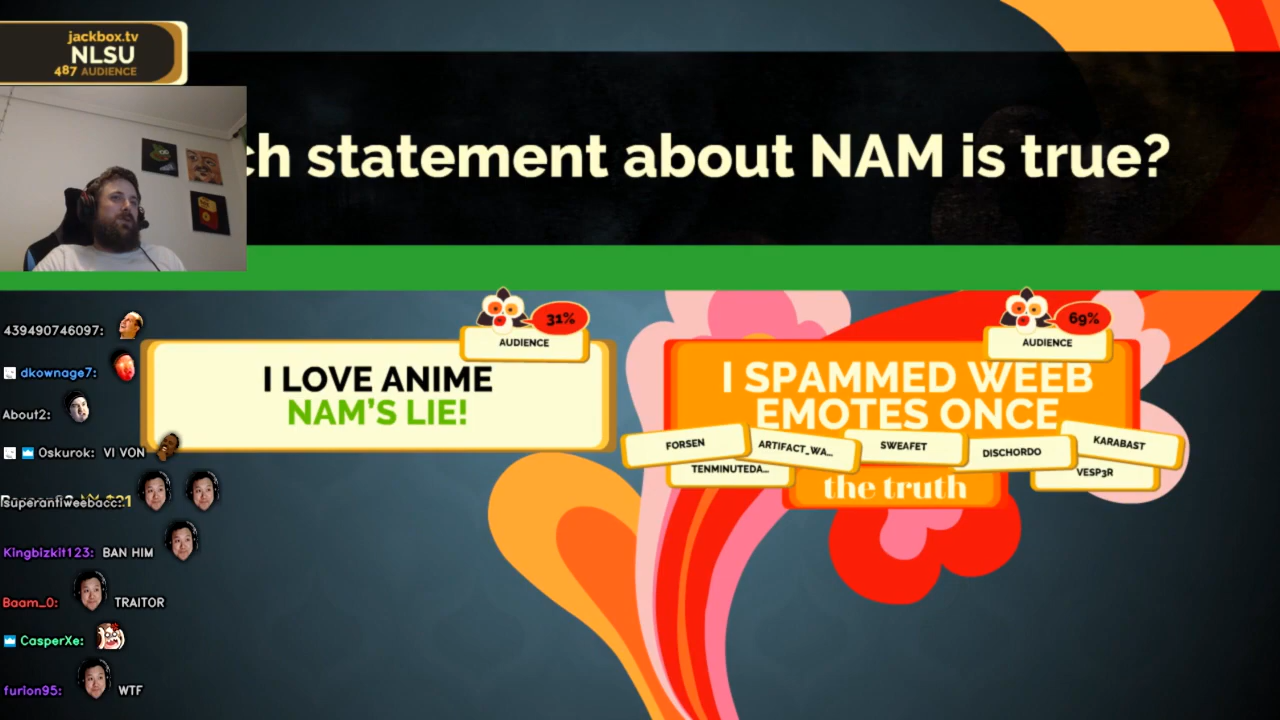 jackbox.tv
NLSU
487 AUDIENCE
ch statement about NAM is true?
31%
AUDIENCE
69%
AUDIENCE
I LOVE ANIME
NAM'S LIE!
I SPAMMED WEEB
EMOTES ONCE
FORSEN
ARTIFACT_WA...
SWEAFET
DISCHORDO
KARABAST
TENMINUTEDA...
VESP3R
the truth
439490746097:
dkownage7:
About2:
Oskurok: VI VON
superantiweebacc:
Kingbizkit123: BAN HIM
Baam_0: TRAITOR
CasperXe:
furion95: WTF